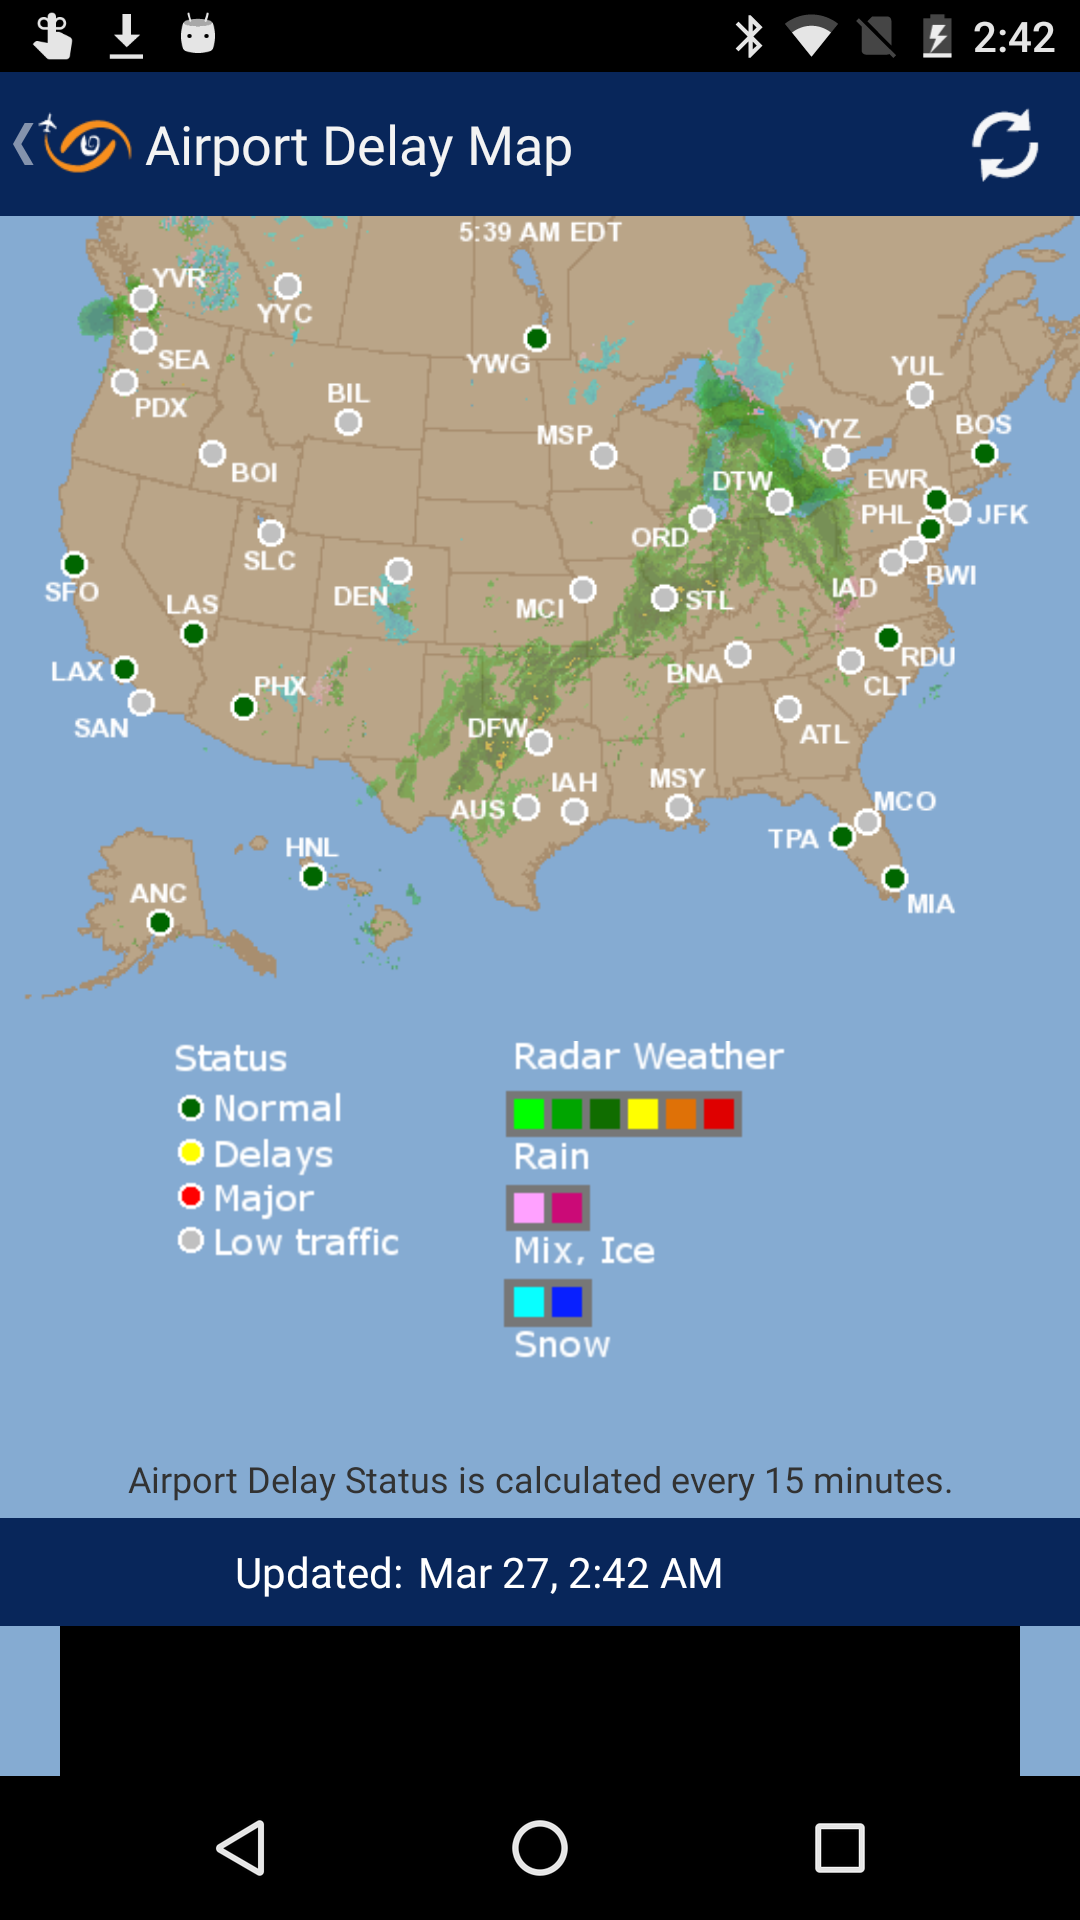 2:42
Airport Delay Map
5:39 AM EDT
YVR
YYC
SEA
YWG
YUL
PDX
BIL
BOS
MSP
YYZ
BOI
DTW
EWR
PHL
JFK
ORD
SLC
BWI
SFO
DEN
IAD
LAS
MCI
STL
RDU
LAX
BNA
PHX
CLT
SAN
DFW
ATL
IAH
MSY
AUS
MCO
TPA
HNL
ANC
MIA
Status
Normal
Delays
Major
Low traffic
Radar Weather
Rain
Mix, Ice
Snow
Airport Delay Status is calculated every 15 minutes.
Updated: Mar 27, 2:42 AM